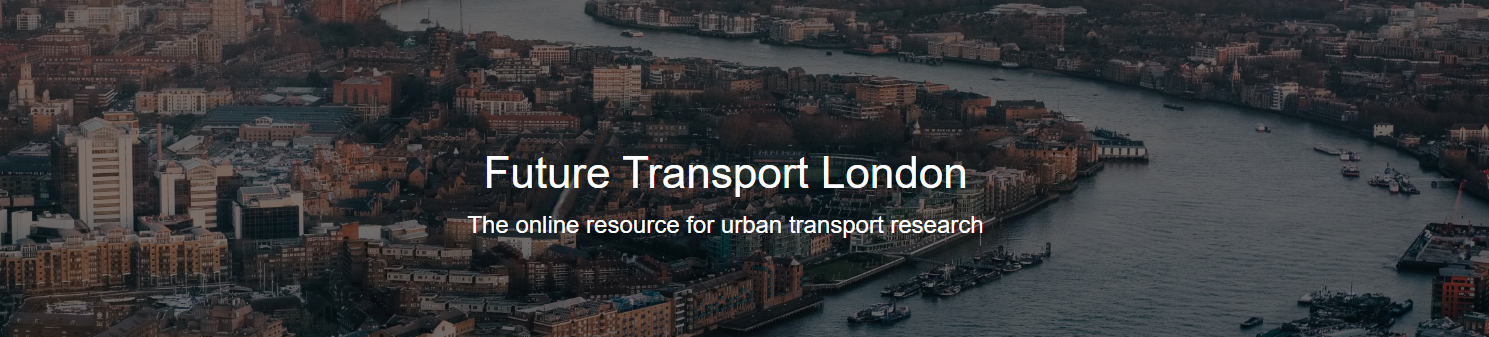 Future Transport London
The online resource for urban transport research